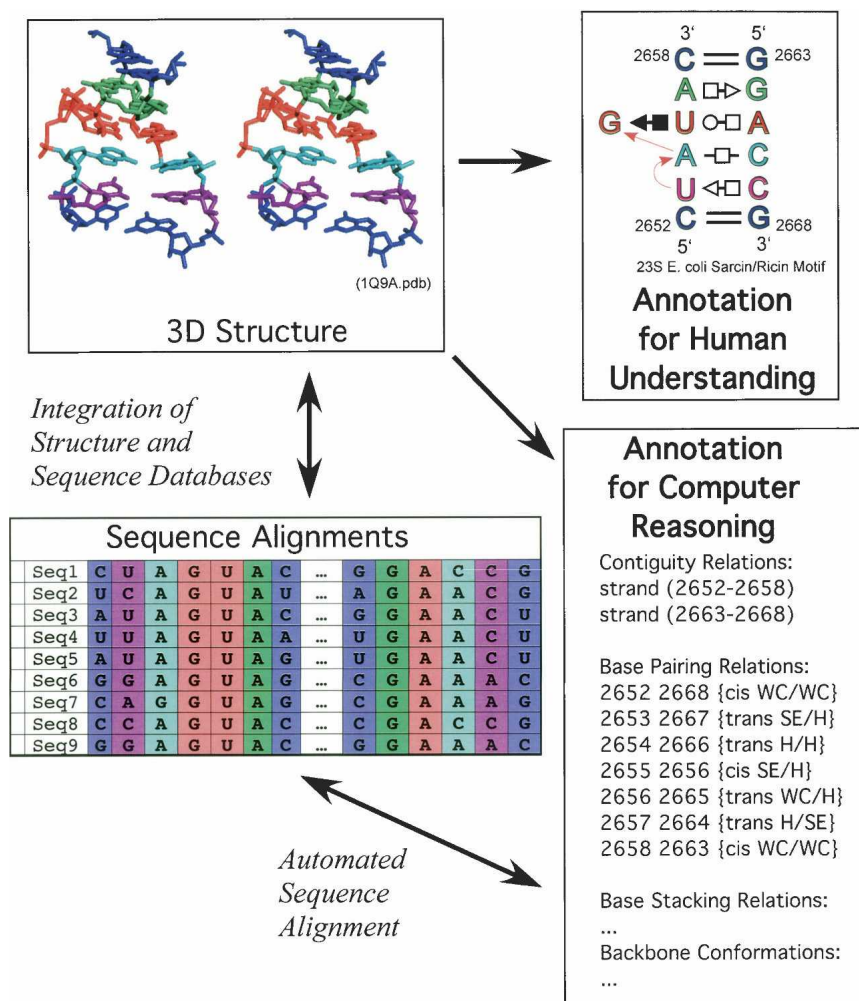 (1Q9A.pdb)
3D Structure
3' 5'
2658 C G 2663
A G
G U A
A C
U C
2652 C G 2668
5' 3'
23S E. coli Sarcin/Ricin Motif
Annotation
for Human
Understanding
Integration of
Structure and
Sequence Databases
Sequence Alignments
Seq1 C U A G U A C ... G G A C C G
Seq2 U C A G U A U ... A G A A C G
Seq3 A U A G U A C ... G G A A C U
Seq4 U U A G U A A ... U G A A C U
Seq5 A U A G U A G ... U G A A C U
Seq6 G G A G U A C ... G G A A A C
Seq7 C A G G U A C ... C G A A A G
Seq8 C C A G U A C ... C G A C C G
Seq9 G G A G U A C ... G G A A A C
Automated
Sequence
Alignment
Annotation
for Computer
Reasoning
Contiguity Relations:
strand (2652-2658)
strand (2663-2668)
Base Pairing Relations:
2652 2668 {cis WC/WC}
2653 2667 {trans SE/H}
2654 2666 {trans H/H}
2655 2656 {cis SE/H}
2656 2665 {trans WC/H}
2657 2664 {trans H/SE}
2658 2663 {cis WC/WC}
Base Stacking Relations:
...
Backbone Conformations:
...